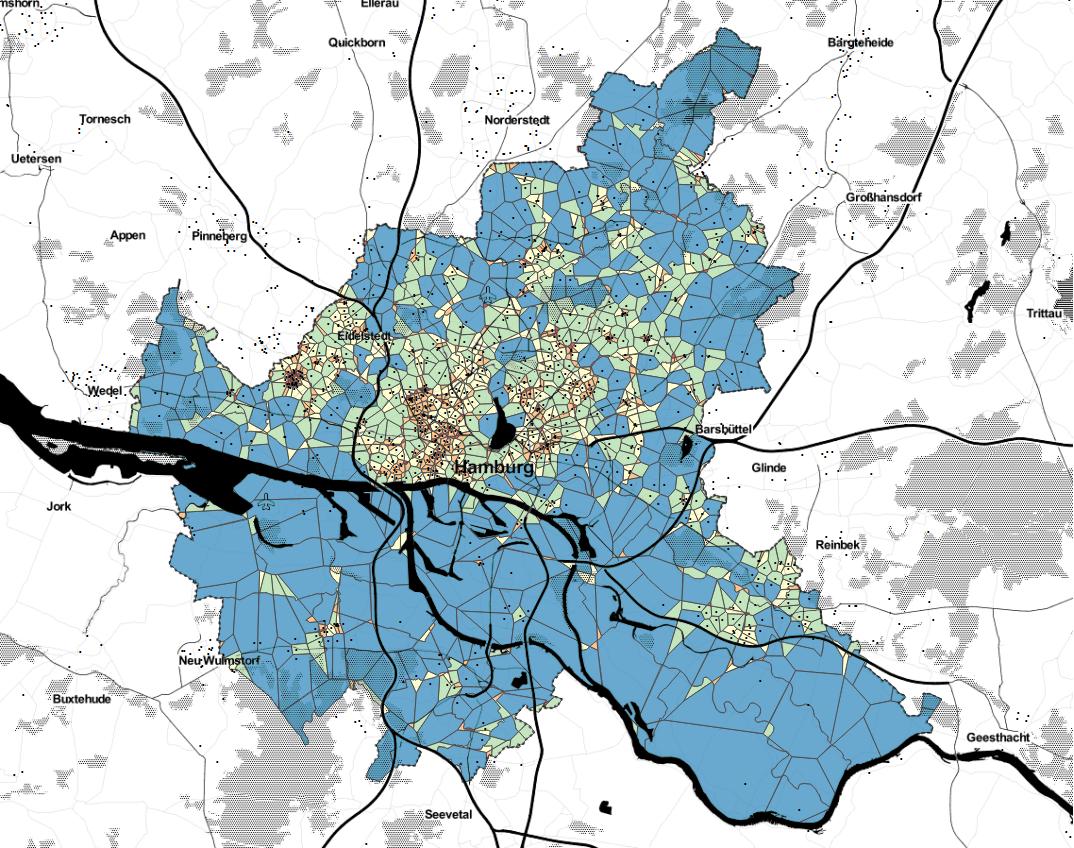 mshorn
Ellerau
Quickborn
Bargteheide
Tornesch
Norderstedt
Uetersen
Großhansdorf
Appen
Pinneberg
Trittau
Eidelstedt
Wedel
Barsbüttel
Hamburg
Glinde
Jork
Reinbek
Neu Wulmstorf
Buxtehude
Geesthacht
Seevetal